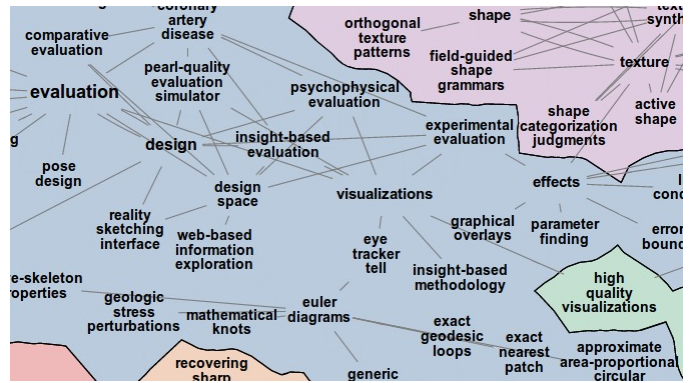 coronary
artery
disease
comparative
evaluation
orthogonal
texture
patterns
shape
field-guided
shape
grammars
texture
evaluation
pearl-quality
evaluation
simulator
psychophysical
evaluation
shape
categorization
judgments
active
shape
design
insight-based
evaluation
experimental
evaluation
pose
design
design
space
visualizations
effects
reality
sketching
interface
web-based
information
exploration
graphical
overlays
parameter
finding
eye
tracker
tell
insight-based
methodology
high
quality
visualizations
geologic
stress
perturbations
mathematical
knots
euler
diagrams
exact
geodesic
loops
exact
nearest
patch
approximate
area-proportional
circular
recovering
sharp
generic